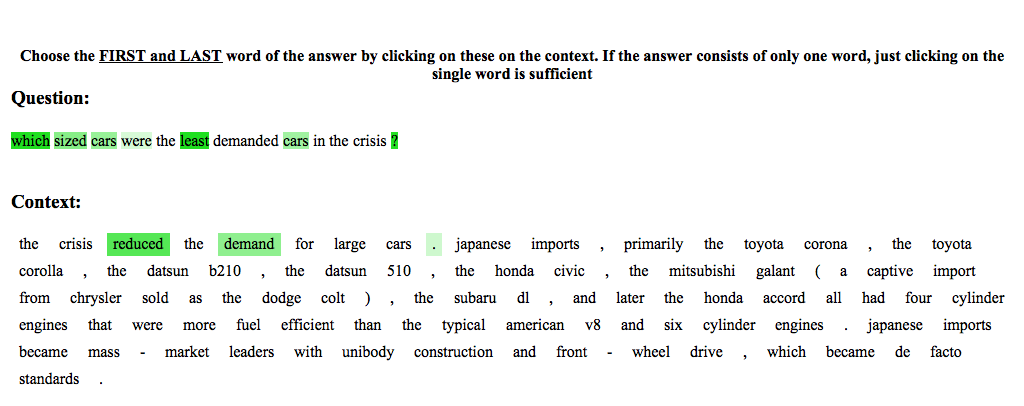 Choose the FIRST and LAST word of the answer by clicking on these on the context. If the answer consists of only one word, just clicking on the
single word is sufficient
Question:
which sized cars were the least demanded cars in the crisis ?
Context:
the crisis reduced the demand for large cars . japanese imports , primarily the toyota corona , the toyota
corolla , the datsun b210 , the datsun 510 , the honda civic , the mitsubishi galant ( a captive import
from chrysler sold as the dodge colt ) , the subaru dl , and later the honda accord all had four cylinder
engines that were more fuel efficient than the typical american v8 and six cylinder engines . japanese imports
became mass - market leaders with unibody construction and front - wheel drive , which became de facto
standards .